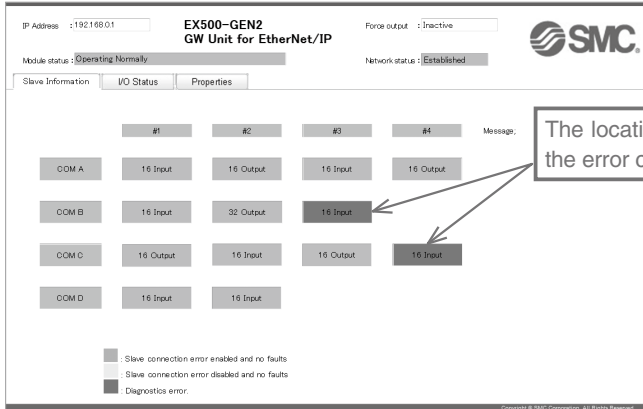 IP Address : 192.168.0.1
EX500-GEN2
GW Unit for EtherNet/IP
Force output : Inactive
SMC.
Module status : Operating Normally
Network status : Established
Slave Information I/O Status Properties
#1 #2 #3 #4 Message;
The locati
the error
COM A 16 Input 16 Output 16 Input 16 Output
COM B 16 Input 32 Output 16 Input
COM C 16 Output 16 Input 16 Output 16 Input
COM D 16 Input 16 Input
: Slave connection error enabled and no faults
: Slave connection error disabled and no faults
: Diagnostics error.
Copyright © SMC Corporation. All Rights Reserved